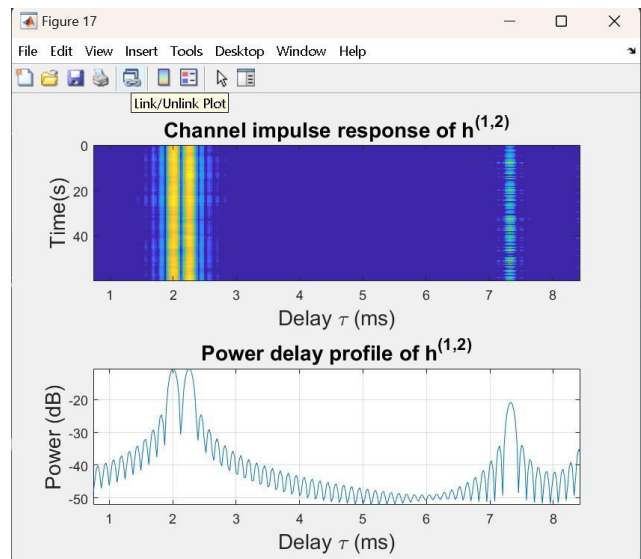 Figure 17
File Edit View Insert Tools Desktop Window Help
Link/Unlink Plot
Channel impulse response of h^(1,2)
Time(s)
0
20
40
1 2 3 4 5 6 7 8
Delay τ (ms)
Power delay profile of h^(1,2)
Power (dB)
-20
-30
-40
-50
1 2 3 4 5 6 7 8
Delay τ (ms)